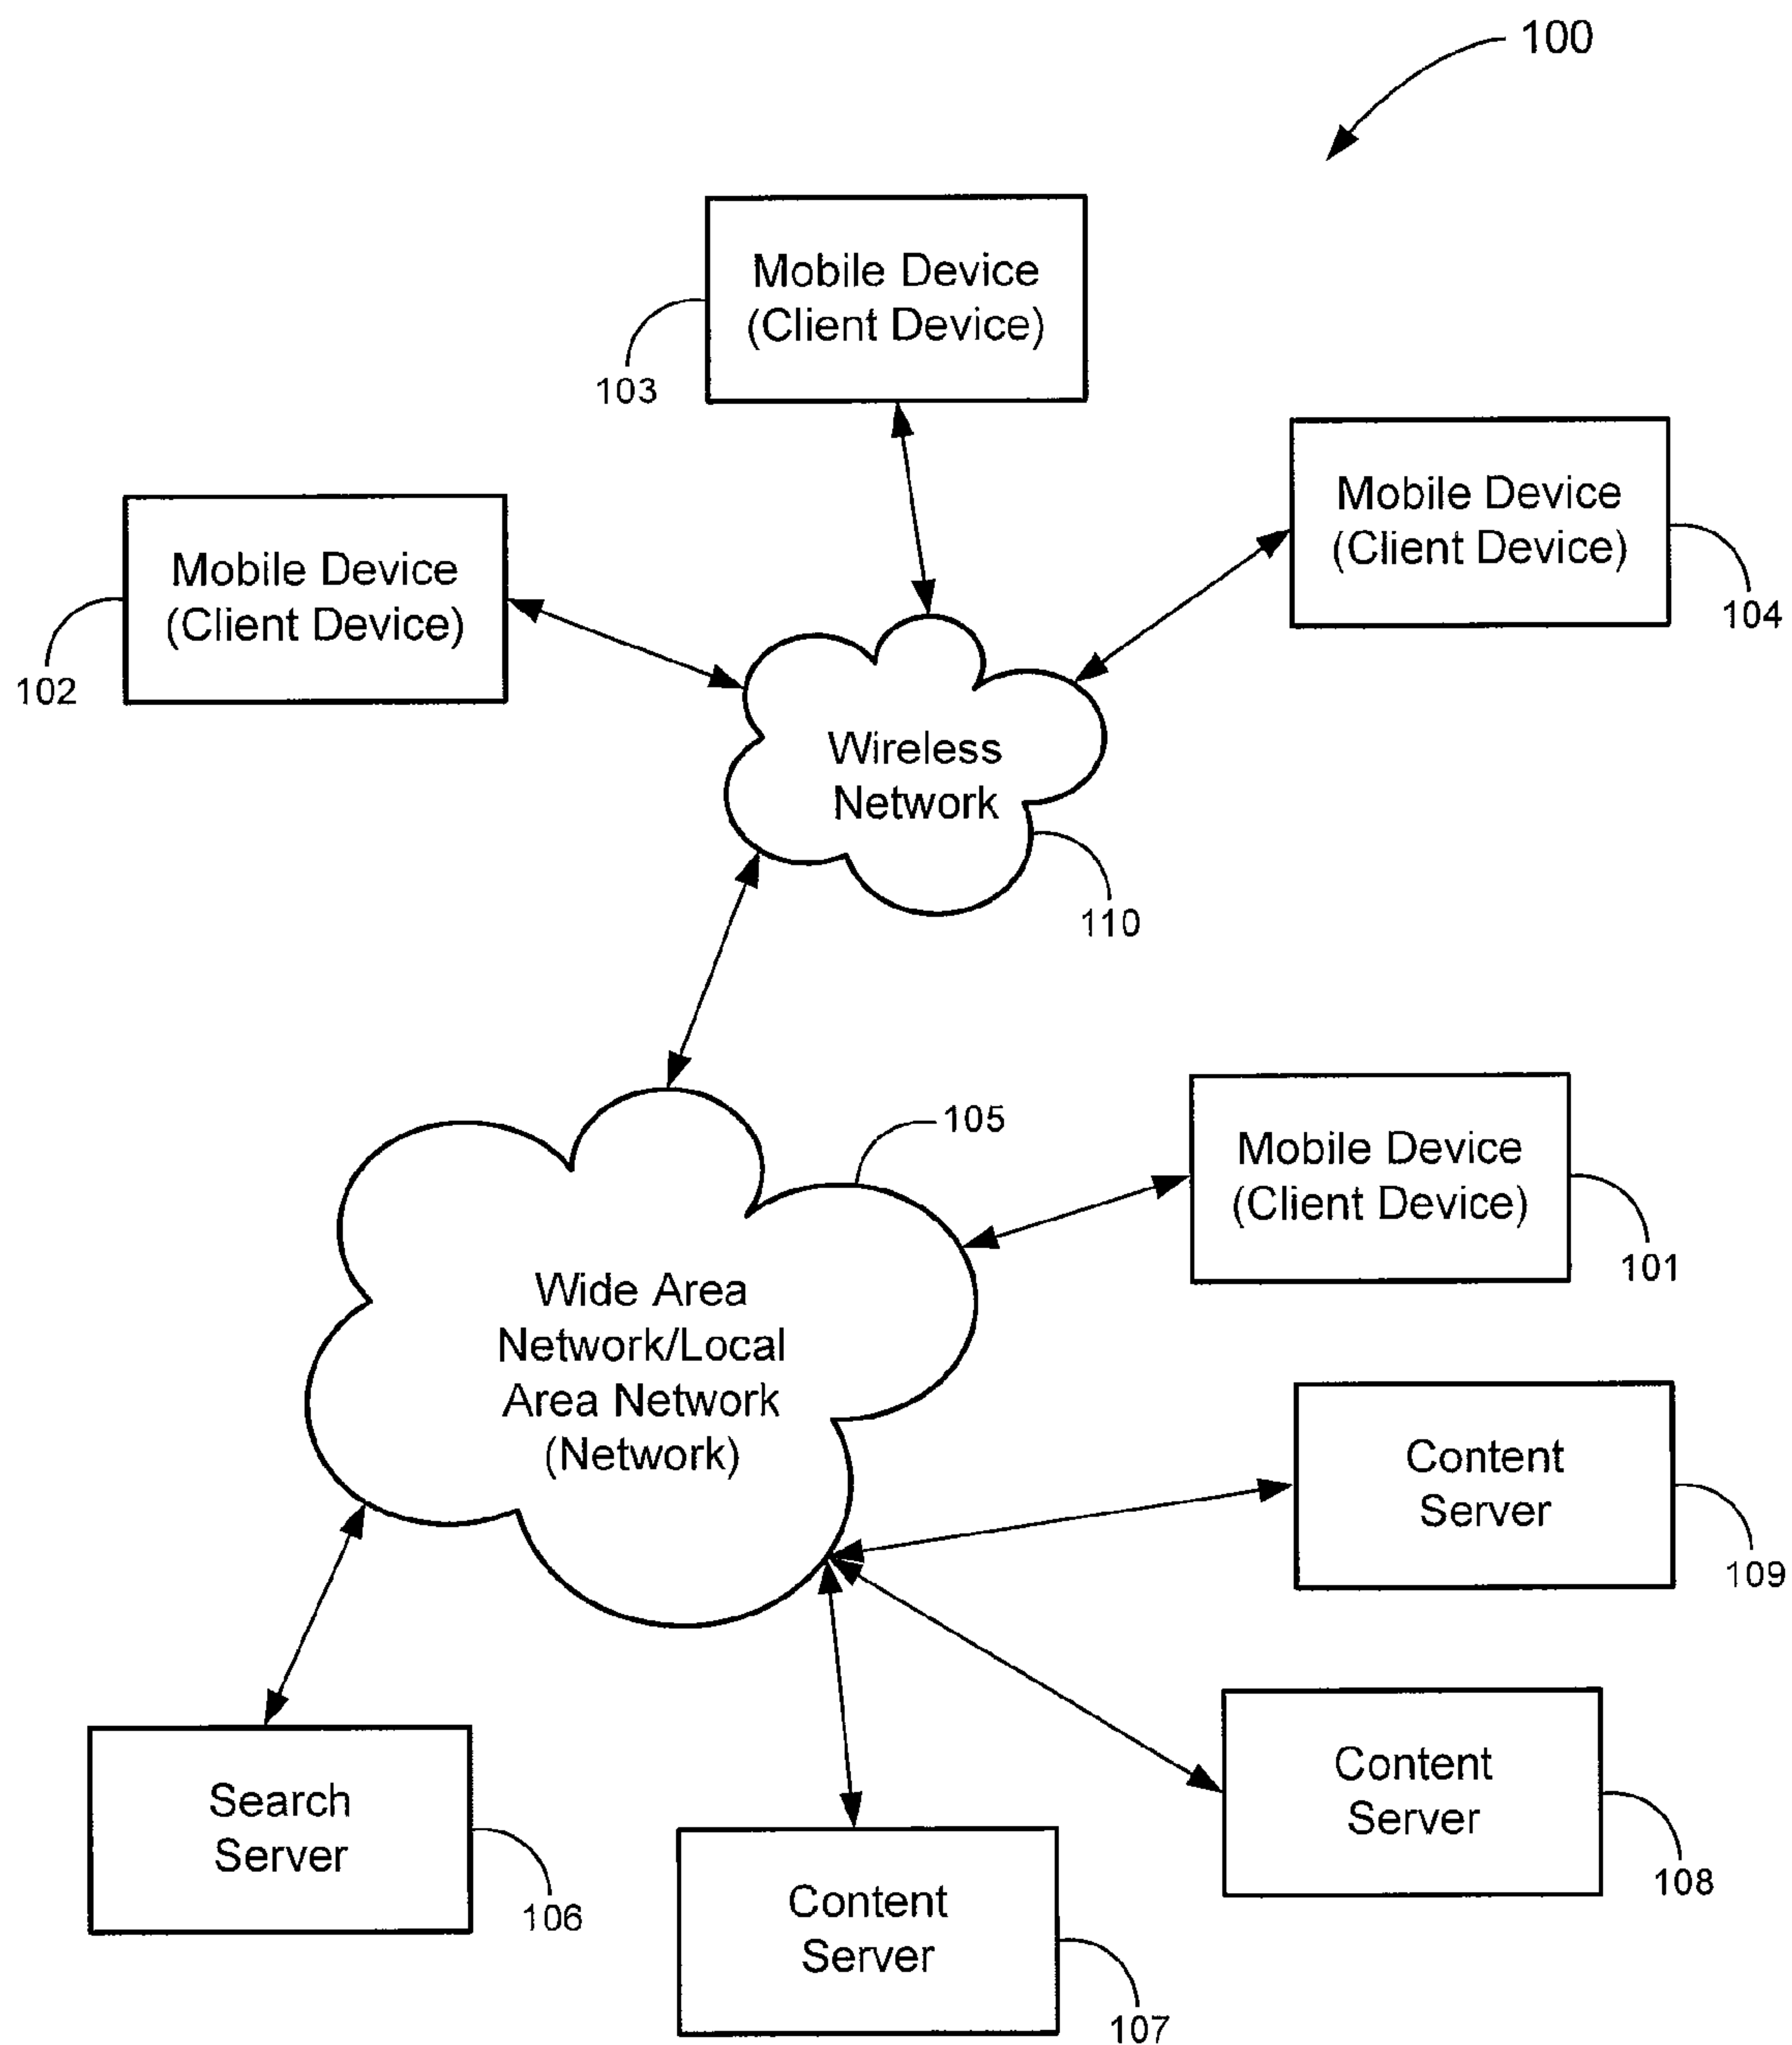 100
Mobile Device
(Client Device)
103
Mobile Device
(Client Device)
104
Mobile Device
(Client Device)
102
Wireless
Network
110
105
Mobile Device
(Client Device)
101
Wide Area
Network/Local
Area Network
(Network)
Content
Server
109
Content
Server
108
Search
Server
106
Content
Server
107